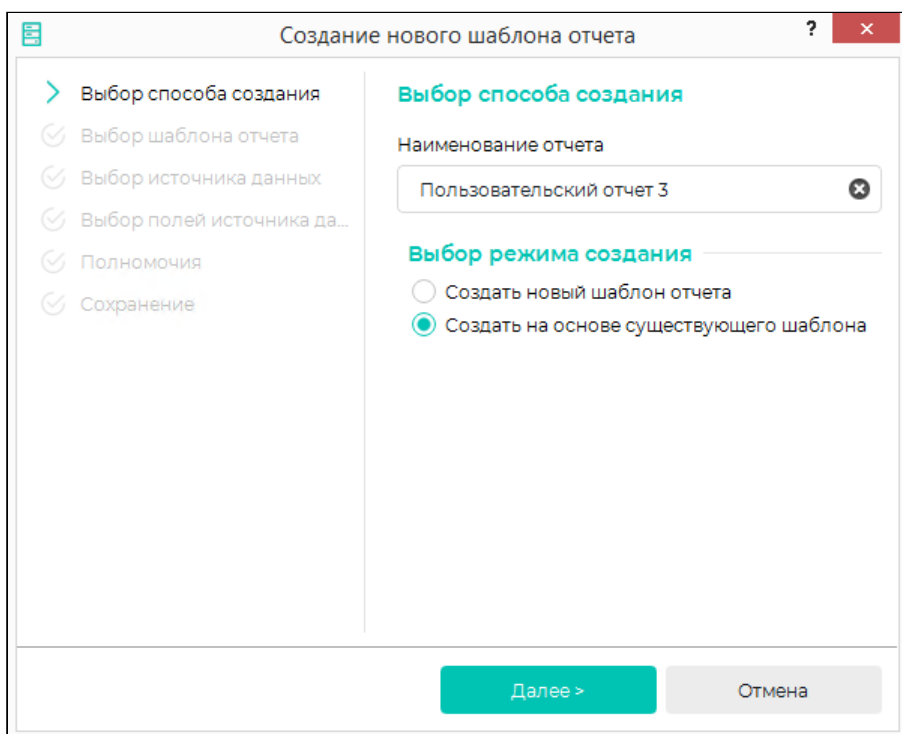 Создание нового шаблона отчета
?
Выбор способа создания
Выбор шаблона отчета
Выбор источника данных
Выбор полей источника да...
Полномочия
Сохранение
Выбор способа создания
Наименование отчета
Пользовательский отчет 3
Выбор режима создания
Создать новый шаблон отчета
Создать на основе существующего шаблона
Далее >
Отмена